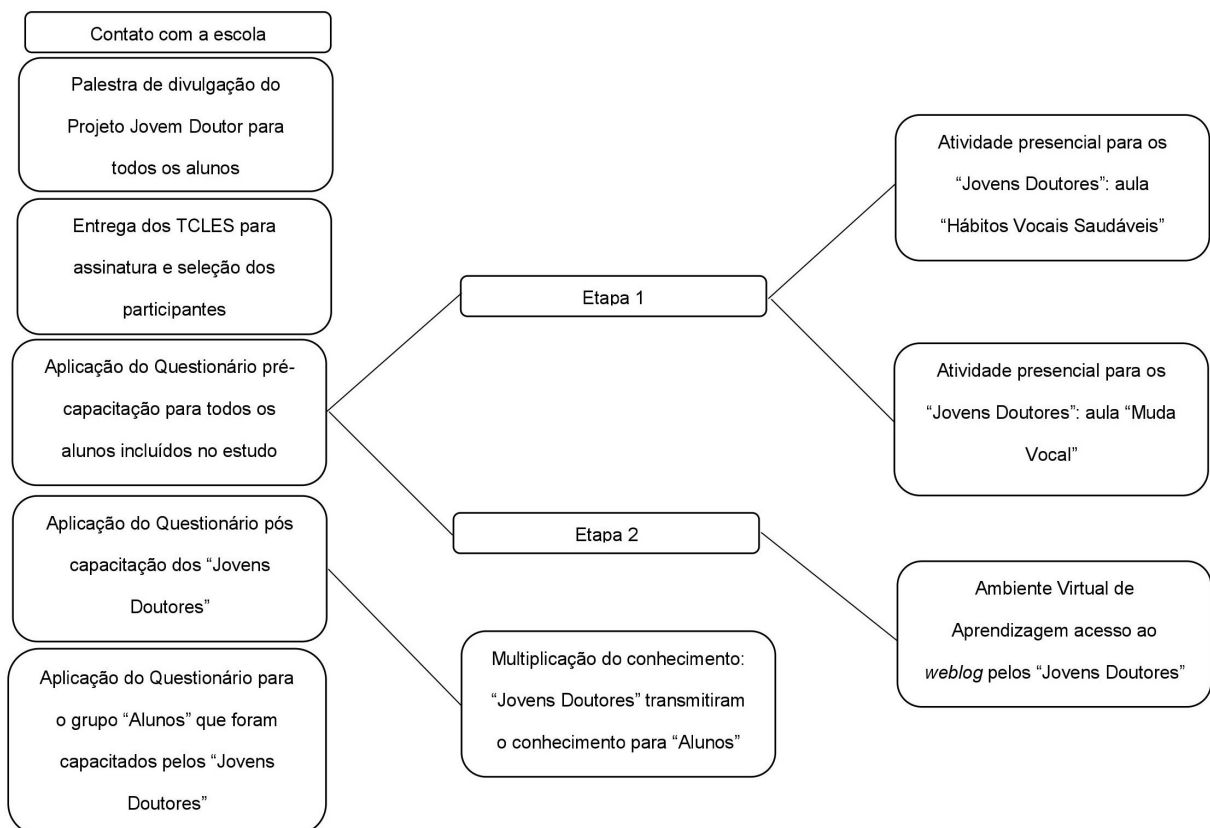 Contato com a escola
Palestra de divulgação do
Projeto Jovem Doutor para
todos os alunos
Entrega dos TCLES para
assinatura e seleção dos
participantes
Aplicação do Questionário pré-
capacitação para todos os
alunos incluídos no estudo
Aplicação do Questionário pós
capacitação dos “Jovens
Doutores”
Aplicação do Questionário para
o grupo “Alunos” que foram
capacitados pelos “Jovens
Doutores”
Etapa 1
Etapa 2
Multiplicação do conhecimento:
“Jovens Doutores” transmitiram
o conhecimento para “Alunos”
Atividade presencial para os
“Jovens Doutores”: aula
“Hábitos Vocais Saudáveis”
Atividade presencial para os
“Jovens Doutores”: aula “Muda
Vocal”
Ambiente Virtual de
Aprendizagem acesso ao
weblog pelos “Jovens Doutores”